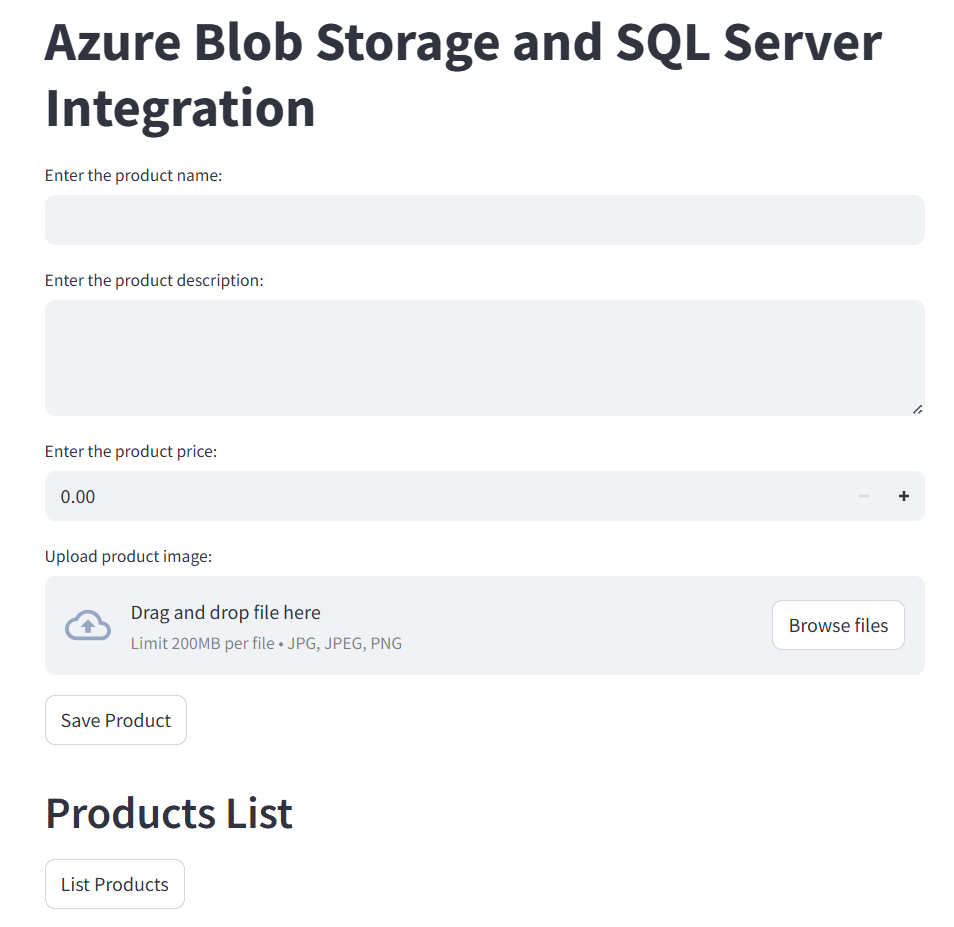 Azure Blob Storage and SQL Server
Integration
Enter the product name:
Enter the product description:
Enter the product price:
0.00
Upload product image:
Drag and drop file here
Limit 200MB per file • JPG, JPEG, PNG
Browse files
Save Product
Products List
List Products